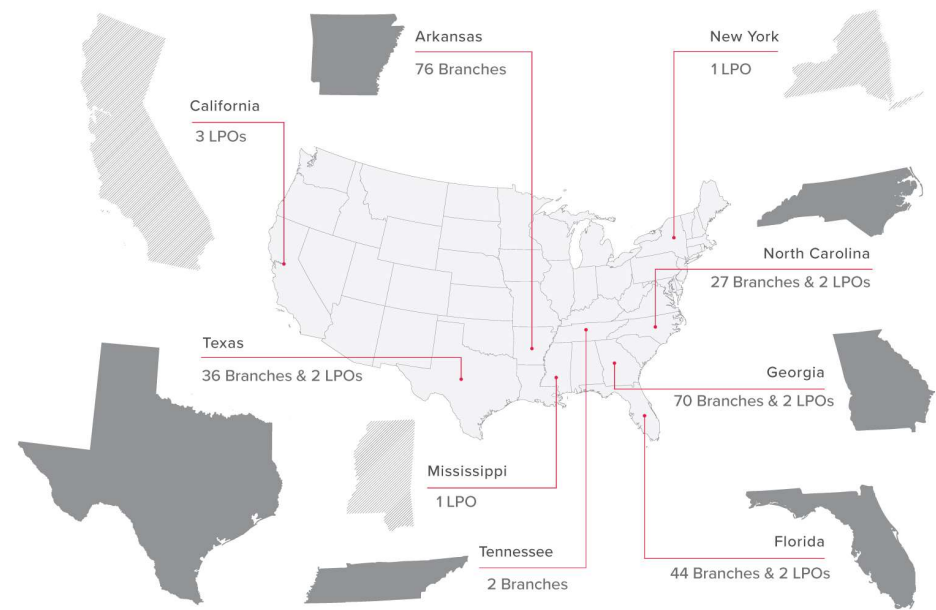 Arkansas
76 Branches
New York
1 LPO
California
3 LPOs
North Carolina
27 Branches & 2 LPOs
Texas
36 Branches & 2 LPOs
Georgia
70 Branches & 2 LPOs
Mississippi
1 LPO
Tennessee
2 Branches
Florida
44 Branches & 2 LPOs